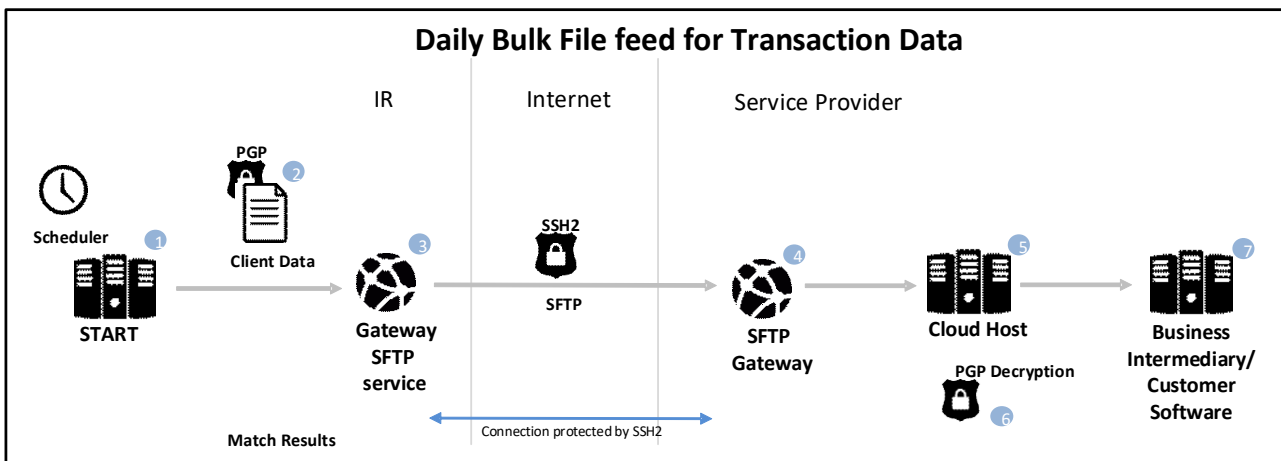 Daily Bulk File feed for Transaction Data
IR
Internet
Service Provider
PGP
2
Scheduler
1
Client Data
3
SSH2
SFTP
4
5
7
START
Gateway
SFTP
service
SFTP
Gateway
Cloud Host
Business
Intermediary/
Customer
Software
PGP Decryption
6
Connection protected by SSH2
Match Results